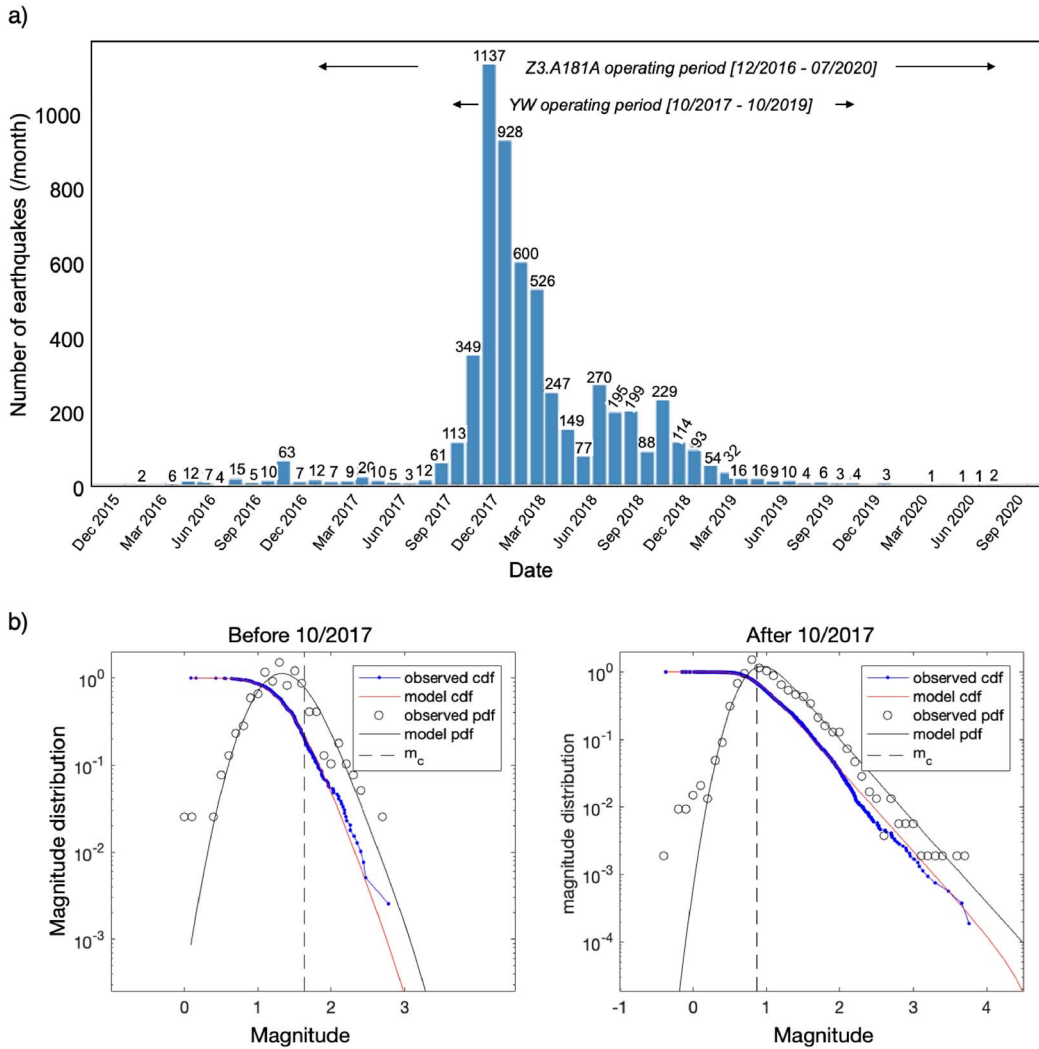 a)
Z3.A181A operating period [12/2016 - 07/2020]
YW operating period [10/2017 - 10/2019]
Number of earthquakes (/month)
1000
800
600
400
200
0
2 6 12 7 4 15 5 10 63 7 12 7 9 20 10 5 3 12 61 113 349 1137 928 600 526 247 149 77 270 195 199 88 229 114 93 54 32 16 16 9 10 4 6 3 4 3 1 1 1 2
Dec 2015 Mar 2016 Jun 2016 Sep 2016 Dec 2016 Mar 2017 Jun 2017 Sep 2017 Dec 2017 Mar 2018 Jun 2018 Sep 2018 Dec 2018 Mar 2019 Jun 2019 Sep 2019 Dec 2019 Mar 2020 Jun 2020 Sep 2020
Date
b)
Before 10/2017
Magnitude distribution
10^0
10^-1
10^-2
10^-3
observed cdf
model cdf
observed pdf
model pdf
m_c
0 1 2 3
Magnitude
After 10/2017
magnitude distribution
10^0
10^-1
10^-2
10^-3
10^-4
observed cdf
model cdf
observed pdf
model pdf
m_c
-1 0 1 2 3 4
Magnitude